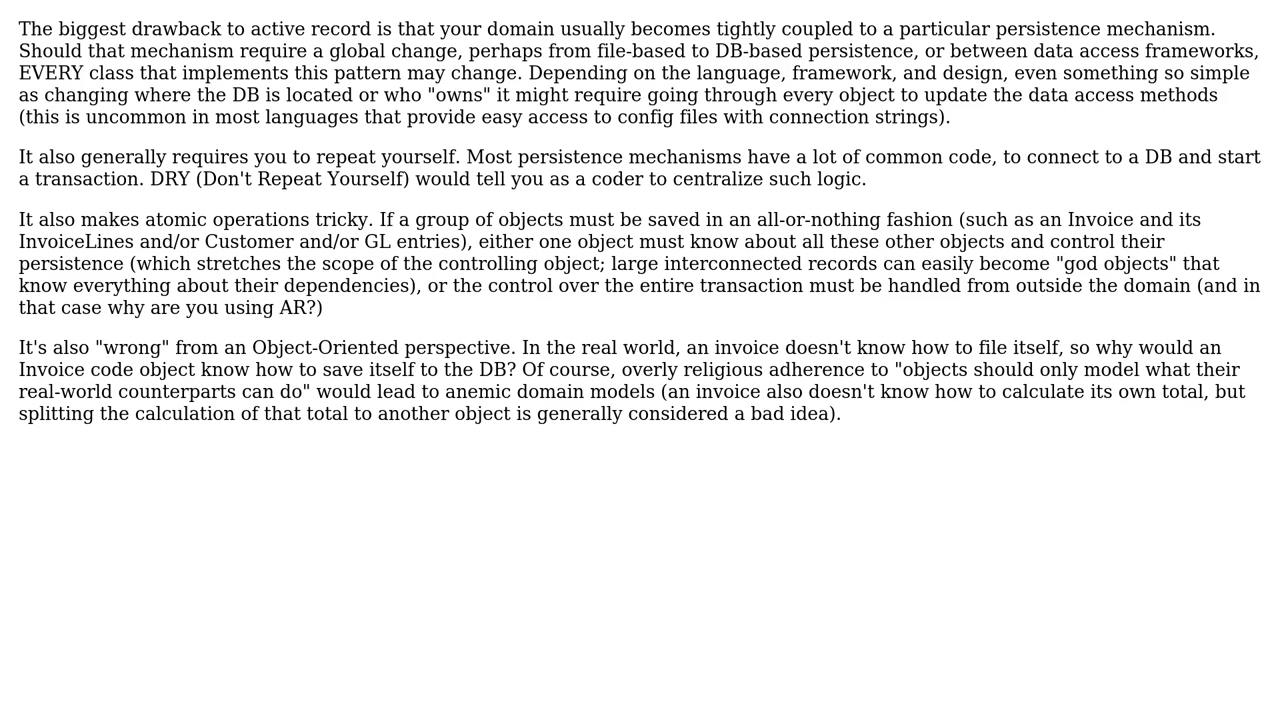 The biggest drawback to active record is that your domain usually becomes tightly coupled to a particular persistence mechanism.
Should that mechanism require a global change, perhaps from file-based to DB-based persistence, or between data access frameworks,
EVERY class that implements this pattern may change. Depending on the language, framework, and design, even something so simple
as changing where the DB is located or who "owns" it might require going through every object to update the data access methods
(this is uncommon in most languages that provide easy access to config files with connection strings).
It also generally requires you to repeat yourself. Most persistence mechanisms have a lot of common code, to connect to a DB and start
a transaction. DRY (Don't Repeat Yourself) would tell you as a coder to centralize such logic.
It also makes atomic operations tricky. If a group of objects must be saved in an all-or-nothing fashion (such as an Invoice and its
InvoiceLines and/or Customer and/or GL entries), either one object must know about all these other objects and control their
persistence (which stretches the scope of the controlling object; large interconnected records can easily become "god objects" that
know everything about their dependencies), or the control over the entire transaction must be handled from outside the domain (and in
that case why are you using AR?)
It's also "wrong" from an Object-Oriented perspective. In the real world, an invoice doesn't know how to file itself, so why would an
Invoice code object know how to save itself to the DB? Of course, overly religious adherence to "objects should only model what their
real-world counterparts can do" would lead to anemic domain models (an invoice also doesn't know how to calculate its own total, but
splitting the calculation of that total to another object is generally considered a bad idea).